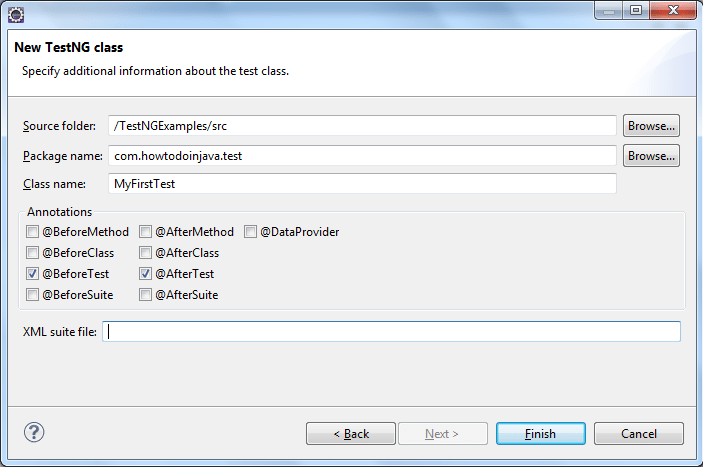 New TestNG class
Specify additional information about the test class.
Source folder: /TestNGExamples/src Browse...
Package name: com.howtodoinjava.test Browse...
Class name: MyFirstTest
Annotations
@BeforeMethod @AfterMethod @DataProvider
@BeforeClass @AfterClass
@BeforeTest @AfterTest
@BeforeSuite @AfterSuite
XML suite file:
? < Back Next > Finish Cancel